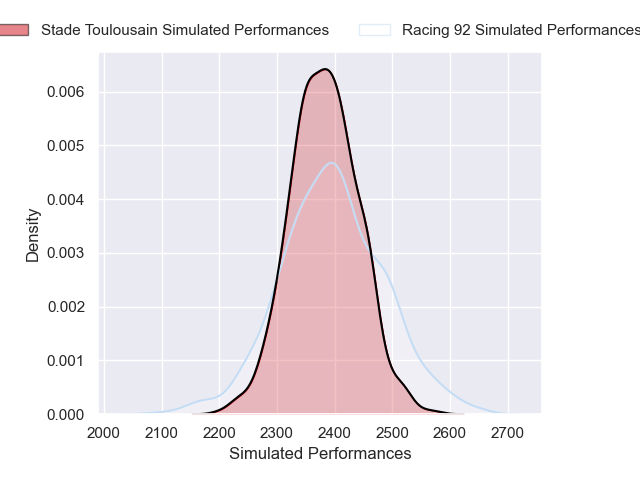 Stade Toulousain Simulated Performances
Racing 92 Simulated Performances
0.006
0.005
0.004
0.003
0.002
0.001
0.000
Density
2000 2100 2200 2300 2400 2500 2600 2700
Simulated Performances